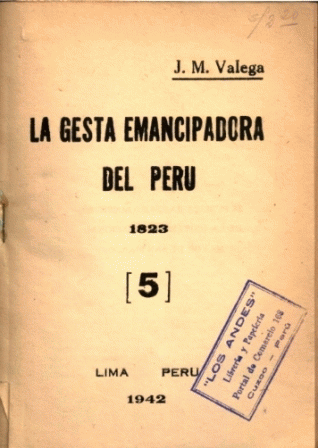 J. M. Valega
LA GESTA EMANCIPADORA
DEL PERU
1823
[5]
LIMA PERU
1942
"LOS ANDES"
Librería y Papelería
Portal de Comercio 166
Cuzco - Perú